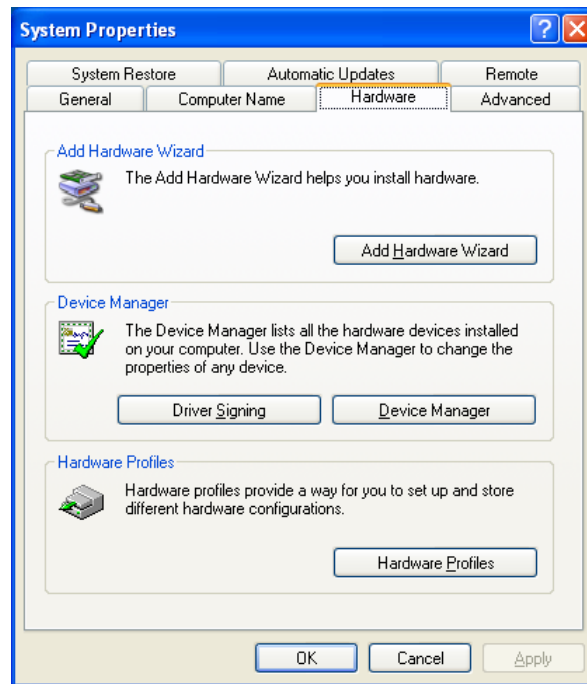 System Properties
System Restore Automatic Updates Remote
General Computer Name Hardware Advanced
Add Hardware Wizard
The Add Hardware Wizard helps you install hardware.
Add Hardware Wizard
Device Manager
The Device Manager lists all the hardware devices installed
on your computer. Use the Device Manager to change the
properties of any device.
Driver Signing Device Manager
Hardware Profiles
Hardware profiles provide a way for you to set up and store
different hardware configurations.
Hardware Profiles
OK Cancel Apply